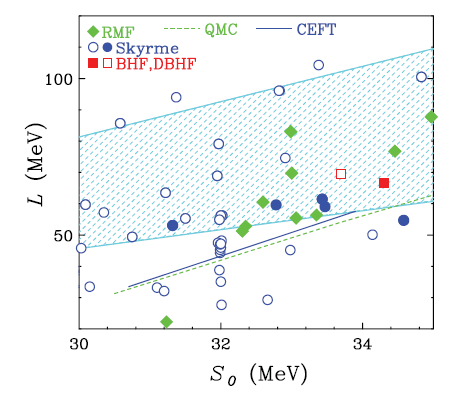 RMF QMC CEFT
Skyrme
BHF,DBHF
100
50
L (MeV)
30 32 34
S0 (MeV)